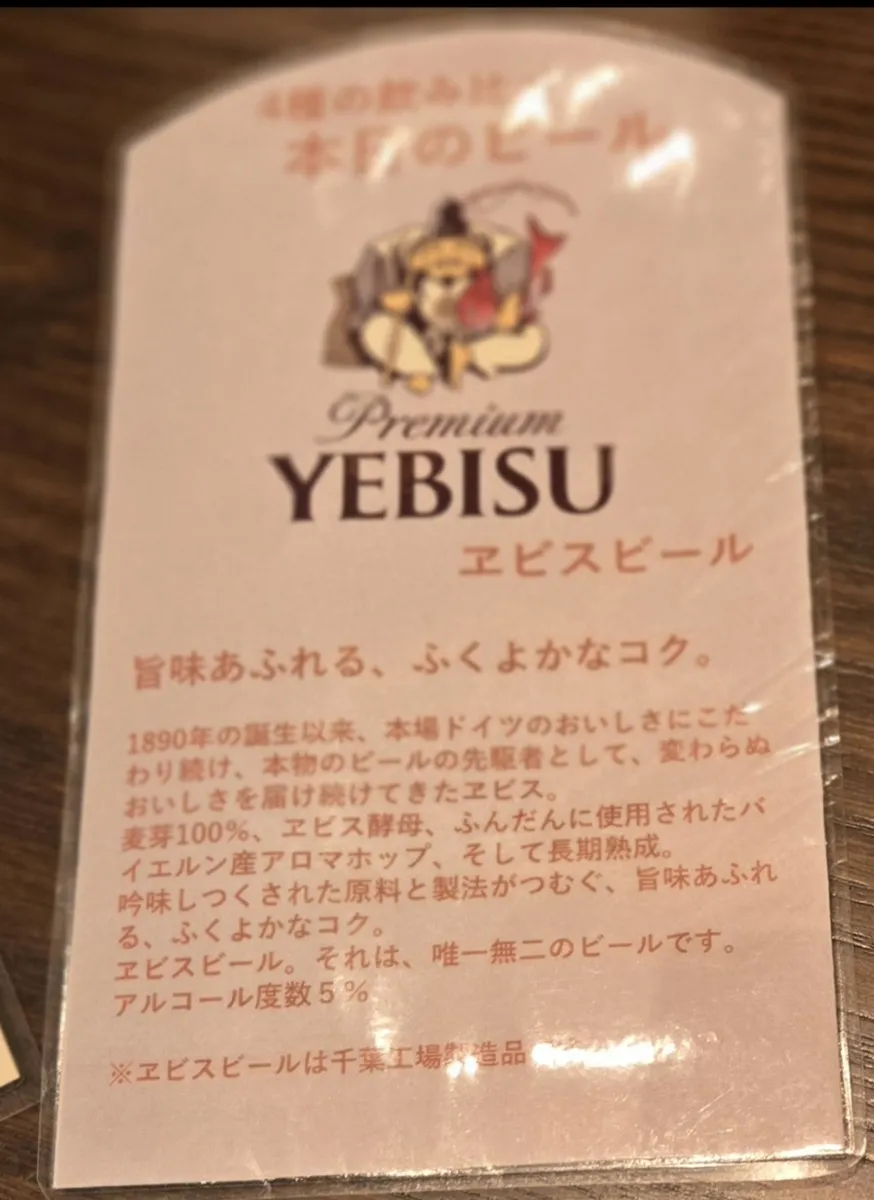 4種の飲み比
本日のビール
Premium
YEBISU
ヱビスビール
旨味あふれる、ふくよかなコク。
1890年の誕生以来、本場ドイツのおいしさにこだ
わり続け、本物のビールの先駆者として、変わらぬ
おいしさを届け続けてきたヱビス。
麦芽100%、ヱビス酵母、ふんだんに使用されたバ
イエルン産アロマホップ、そして長期熟成。
吟味しつくされた原料と製法がつむぐ、旨味あふれ
る、ふくよかなコク。
ヱビスビール。それは、唯一無二のビールです。
アルコール度数５％
※ヱビスビールは千葉工場製造品